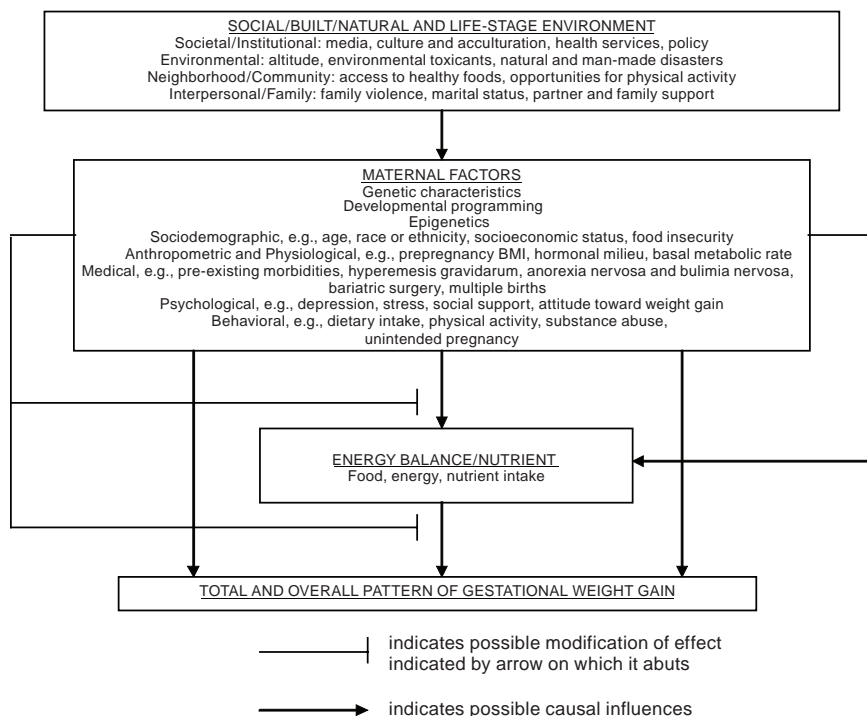 SOCIAL/BUILT/NATURAL AND LIFE-STAGE ENVIRONMENT
Societal/Institutional: media, culture and acculturation, health services, policy
Environmental: altitude, environmental toxicants, natural and man-made disasters
Neighborhood/Community: access to healthy foods, opportunities for physical activity
Interpersonal/Family: family violence, marital status, partner and family support
MATERNAL FACTORS
Genetic characteristics
Developmental programming
Epigenetics
Sociodemographic, e.g., age, race or ethnicity, socioeconomic status, food insecurity
Anthropometric and Physiological, e.g., prepregnancy BMI, hormonal milieu, basal metabolic rate
Medical, e.g., pre-existing morbidities, hyperemesis gravidarum, anorexia nervosa and bulimia nervosa,
bariatric surgery, multiple births
Psychological, e.g., depression, stress, social support, attitude toward weight gain
Behavioral, e.g., dietary intake, physical activity, substance abuse,
unintended pregnancy
ENERGY BALANCE/NUTRIENT
Food, energy, nutrient intake
TOTAL AND OVERALL PATTERN OF GESTATIONAL WEIGHT GAIN
indicates possible modification of effect
indicated by arrow on which it abuts
indicates possible causal influences